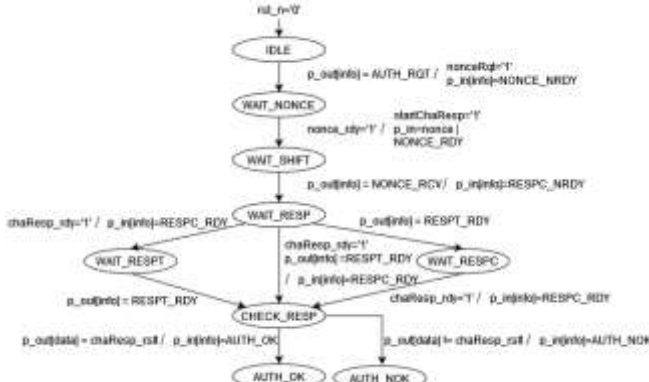 rst_n='0'
IDLE
p_out[info] = AUTH_RQT / nonceRqt='1'
p_in[info]=NONCE_NRDY
WAIT_NONCE
nonce_rdy='1' / startChaResp='1'
p_in=nonce |
NONCE_RDY
WAIT_SHIFT
p_out[info] = NONCE_RCV / p_in[info]=RESPC_NRDY
WAIT_RESP
chaResp_rdy='1' / p_in[info]=RESPC_RDY
p_out[info] = RESPT_RDY
WAIT_RESPT
chaResp_rdy='1'
p_out[info] =RESPT_RDY
/ p_in[info]=RESPC_RDY
WAIT_RESPC
p_out[info] = RESPT_RDY
chaResp_rdy='1' / p_in[info]=RESPC_RDY
CHECK_RESP
p_out[data] = chaResp_rslt / p_in[info]=AUTH_OK
p_out[data] != chaResp_rslt / p_in[info]=AUTH_NOK
AUTH_OK
AUTH_NOK